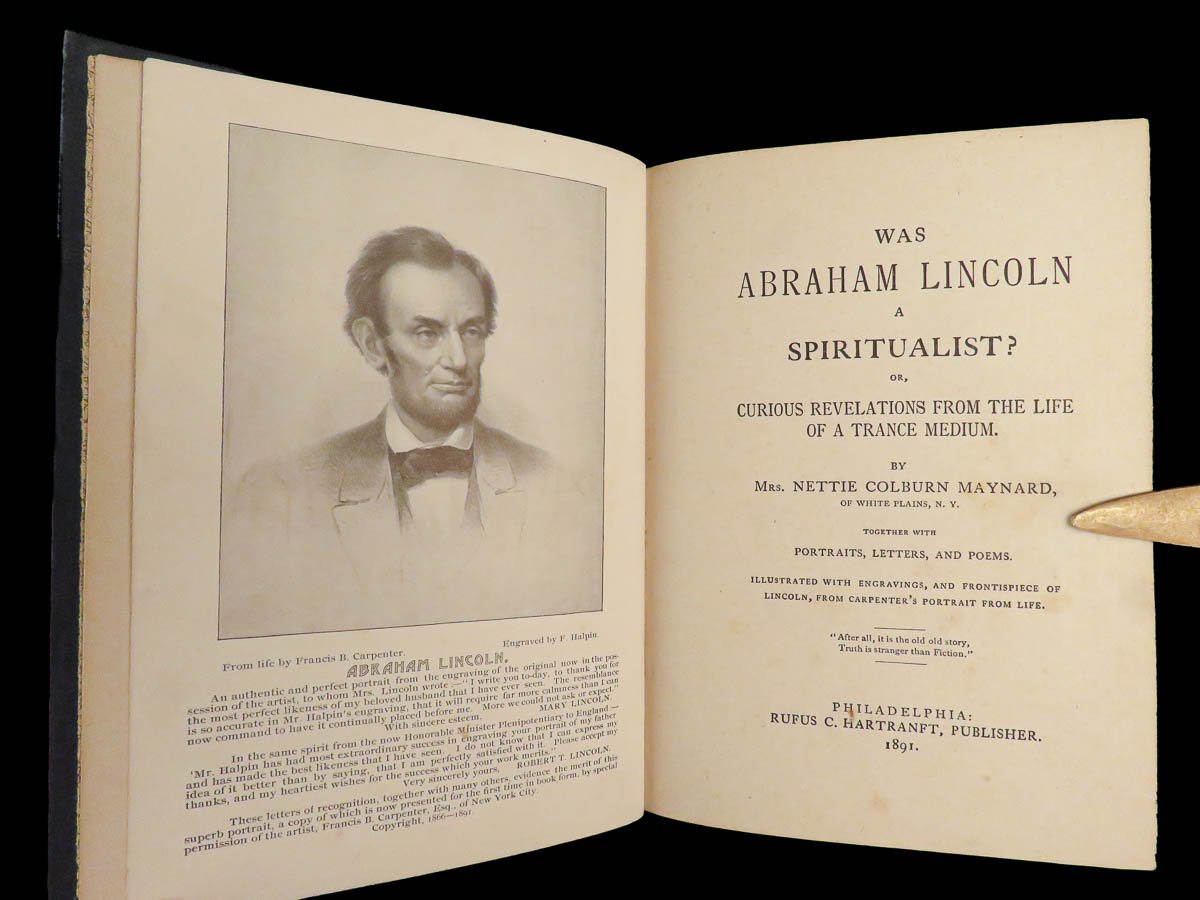 From life by Francis B. Carpenter. Engraved by F. Halpin.
ABRAHAM LINCOLN.
An authentic and perfect portrait from the engraving of the original now in the pos-
session of the artist, to whom Mrs. Lincoln wrote—"I write you to-day, to thank you for
the most perfect likeness of my beloved husband that I have ever seen. The resemblance
is so accurate in Mr. Halpin's engraving, that it will require far more calmness than I can
now command to have it continually placed before me. More we could not ask or expect."
With sincere esteem. MARY LINCOLN.
In the same spirit from the now Honorable Minister Plenipotentiary to England—
'Mr. Halpin has had most extraordinary success in engraving your portrait of my father
and has made the best likeness that I have seen. I do not know that I can express my
idea of it better than by saying, that I am perfectly satisfied with it. Please accept my
thanks, and my heartiest wishes for the success which your work merits."
Very sincerely yours, ROBERT T. LINCOLN.
These letters of recognition, together with many others, evidence the merit of this
superb portrait, a copy of which is now presented for the first time in book form, by special
permission of the artist, Francis B. Carpenter, Esq., of New York City.
Copyright, 1866—1891.
WAS
ABRAHAM LINCOLN
A
SPIRITUALIST?
OR,
CURIOUS REVELATIONS FROM THE LIFE
OF A TRANCE MEDIUM.
BY
MRS. NETTIE COLBURN MAYNARD,
OF WHITE PLAINS, N. Y.
TOGETHER WITH
PORTRAITS, LETTERS, AND POEMS.
ILLUSTRATED WITH ENGRAVINGS, AND FRONTISPIECE OF
LINCOLN, FROM CARPENTER'S PORTRAIT FROM LIFE.
"After all, it is the old old story,
Truth is stranger than Fiction."
PHILADELPHIA:
RUFUS C. HARTRANFT, PUBLISHER.
1891.